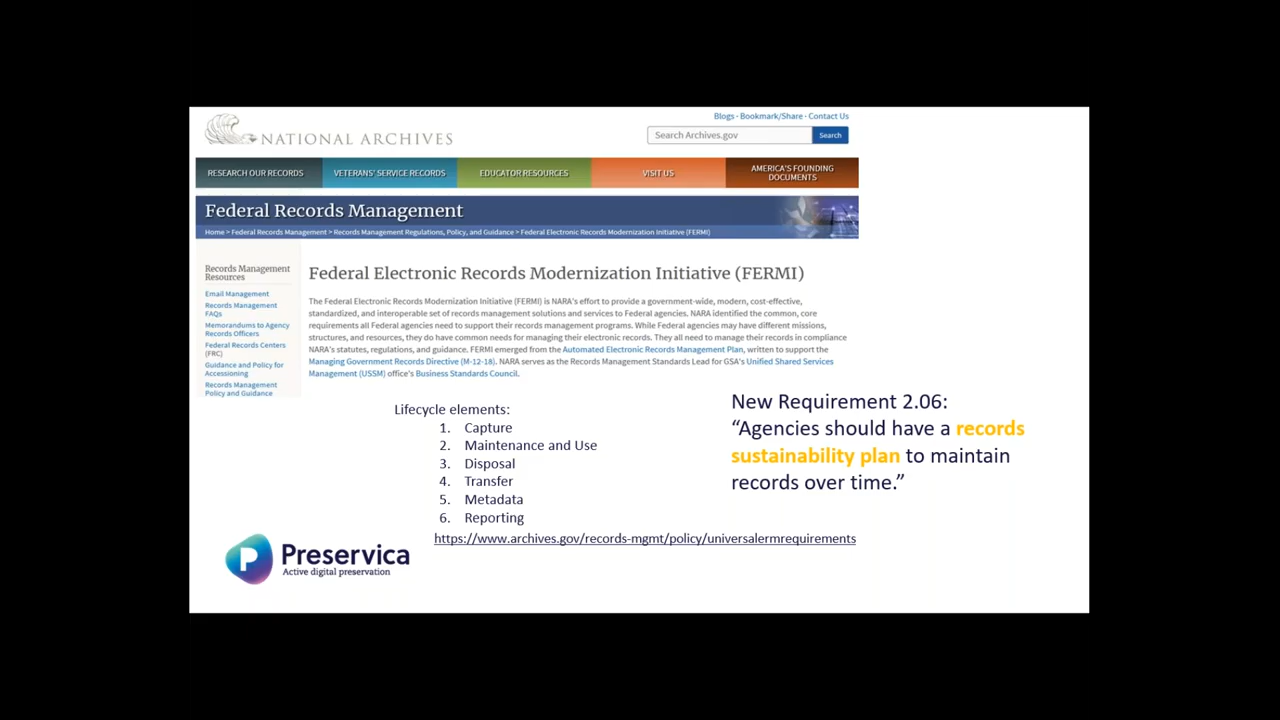 Blogs · Bookmark/Share · Contact Us
NATIONAL ARCHIVES
Search Archives.gov
Search
RESEARCH OUR RECORDS
VETERANS' SERVICE RECORDS
EDUCATOR RESOURCES
VISIT US
AMERICA'S FOUNDING
DOCUMENTS
Federal Records Management
Home > Federal Records Management > Records Management Regulations, Policy, and Guidance > Federal Electronic Records Modernization Initiative (FERMI)
Records Management
Resources
Email Management
Records Management
FAQs
Memorandums to Agency
Records Officers
Federal Records Centers
(FRC)
Guidance and Policy for
Accessioning
Records Management
Policy and Guidance
Federal Electronic Records Modernization Initiative (FERMI)
The Federal Electronic Records Modernization Initiative (FERMI) is NARA's effort to provide a government-wide, modern, cost-effective,
standardized, and interoperable set of records management solutions and services to Federal agencies. NARA identified the common, core
requirements all Federal agencies need to support their records management programs. While Federal agencies may have different missions,
structures, and resources, they do have common needs for managing their electronic records. They all need to manage their records in compliance
NARA's statutes, regulations, and guidance. FERMI emerged from the Automated Electronic Records Management Plan, written to support the
Managing Government Records Directive (M-12-18). NARA serves as the Records Management Standards Lead for GSA's Unified Shared Services
Management (USSM) office's Business Standards Council.
Lifecycle elements:
1. Capture
2. Maintenance and Use
3. Disposal
4. Transfer
5. Metadata
6. Reporting
https://www.archives.gov/records-mgmt/policy/universalermrequirements
New Requirement 2.06:
“Agencies should have a records
sustainability plan to maintain
records over time.”
Preservica
Active digital preservation